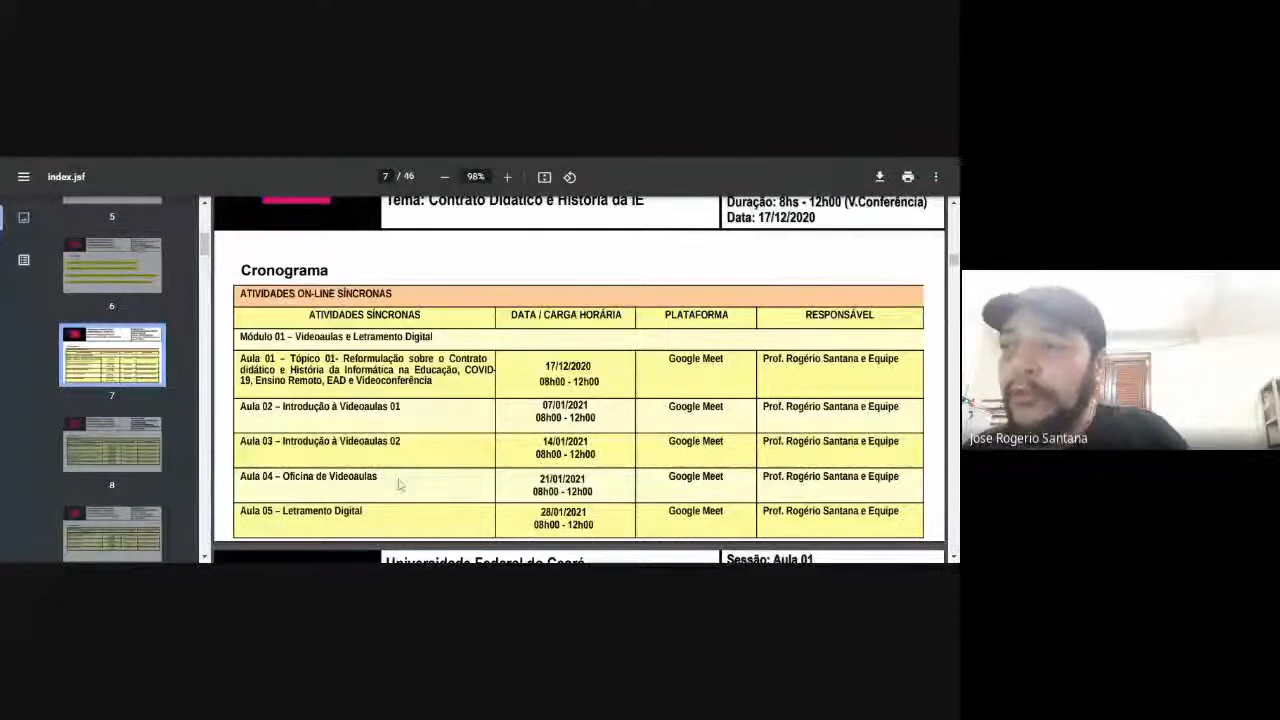 index.jsf
7 / 46
98%
5
6
7
8
Tema: Contrato Didático e História da IE
Duração: 8hs - 12h00 (V.Conferência)
Data: 17/12/2020
Cronograma
ATIVIDADES ON-LINE SÍNCRONAS
ATIVIDADES SÍNCRONAS DATA / CARGA HORÁRIA PLATAFORMA RESPONSÁVEL
Módulo 01 – Videoaulas e Letramento Digital
Aula 01 – Tópico 01- Reformulação sobre o Contrato
didático e História da Informática na Educação, COVID-
19, Ensino Remoto, EAD e Videoconferência
17/12/2020
08h00 - 12h00
Google Meet
Prof. Rogério Santana e Equipe
Aula 02 – Introdução à Videoaulas 01
07/01/2021
08h00 - 12h00
Google Meet
Prof. Rogério Santana e Equipe
Aula 03 – Introdução à Videoaulas 02
14/01/2021
08h00 - 12h00
Google Meet
Prof. Rogério Santana e Equipe
Aula 04 – Oficina de Videoaulas
21/01/2021
08h00 - 12h00
Google Meet
Prof. Rogério Santana e Equipe
Aula 05 – Letramento Digital
28/01/2021
08h00 - 12h00
Google Meet
Prof. Rogério Santana e Equipe
Universidade Federal do Ceará
Sessão: Aula 01
Jose Rogerio Santana